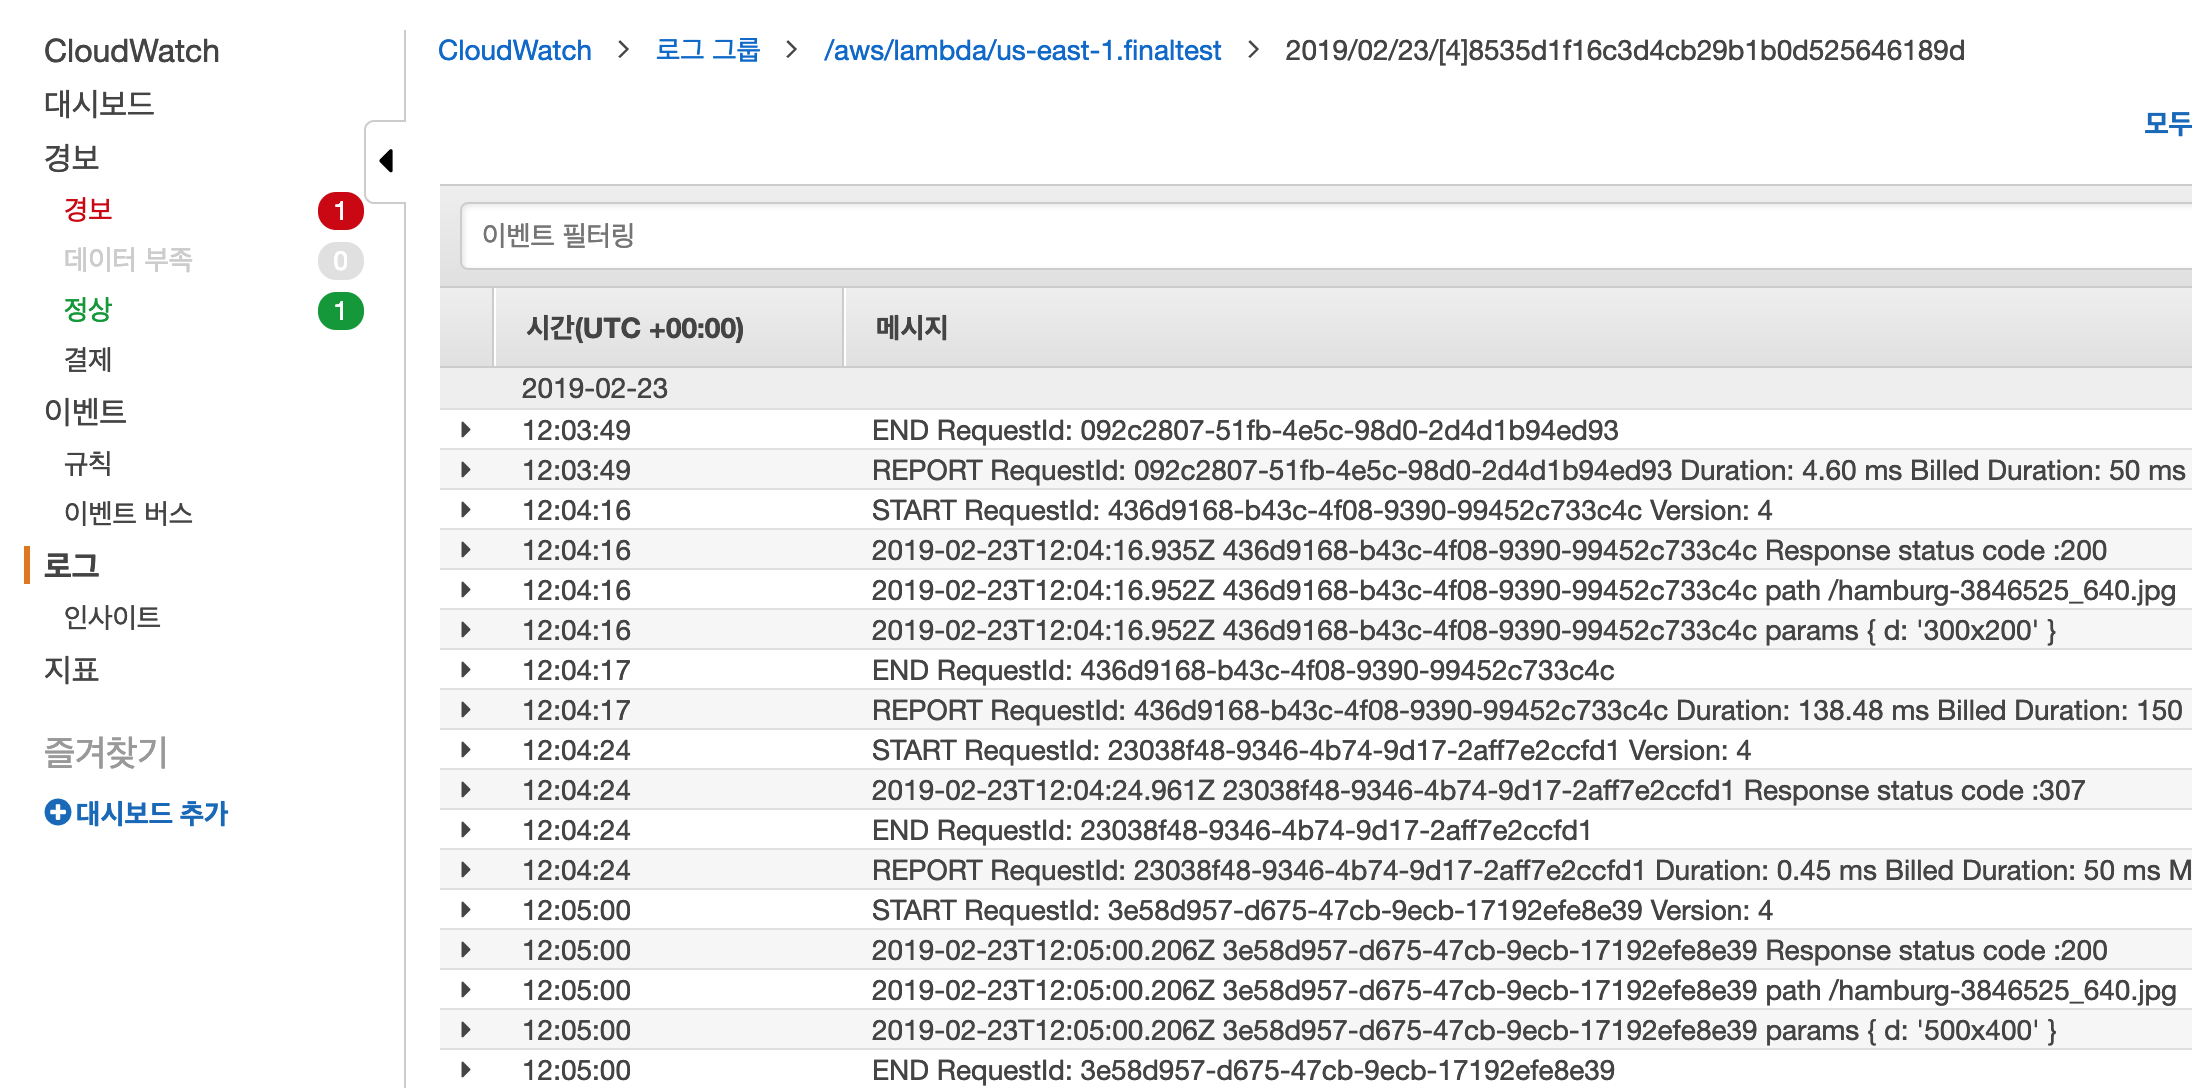 CloudWatch
대시보드
경보
경보 1
데이터 부족 0
정상 1
결제
이벤트
규칙
이벤트 버스
로그
인사이트
지표
즐겨찾기
대시보드 추가
CloudWatch > 로그 그룹 > /aws/lambda/us-east-1.finaltest > 2019/02/23/[4]8535d1f16c3d4cb29b1b0d525646189d
모두
이벤트 필터링
시간(UTC +00:00) 메시지
2019-02-23
12:03:49 END RequestId: 092c2807-51fb-4e5c-98d0-2d4d1b94ed93
12:03:49 REPORT RequestId: 092c2807-51fb-4e5c-98d0-2d4d1b94ed93 Duration: 4.60 ms Billed Duration: 50 ms
12:04:16 START RequestId: 436d9168-b43c-4f08-9390-99452c733c4c Version: 4
12:04:16 2019-02-23T12:04:16.935Z 436d9168-b43c-4f08-9390-99452c733c4c Response status code :200
12:04:16 2019-02-23T12:04:16.952Z 436d9168-b43c-4f08-9390-99452c733c4c path /hamburg-3846525_640.jpg
12:04:16 2019-02-23T12:04:16.952Z 436d9168-b43c-4f08-9390-99452c733c4c params { d: '300x200' }
12:04:17 END RequestId: 436d9168-b43c-4f08-9390-99452c733c4c
12:04:17 REPORT RequestId: 436d9168-b43c-4f08-9390-99452c733c4c Duration: 138.48 ms Billed Duration: 150
12:04:24 START RequestId: 23038f48-9346-4b74-9d17-2aff7e2ccfd1 Version: 4
12:04:24 2019-02-23T12:04:24.961Z 23038f48-9346-4b74-9d17-2aff7e2ccfd1 Response status code :307
12:04:24 END RequestId: 23038f48-9346-4b74-9d17-2aff7e2ccfd1
12:04:24 REPORT RequestId: 23038f48-9346-4b74-9d17-2aff7e2ccfd1 Duration: 0.45 ms Billed Duration: 50 ms M
12:05:00 START RequestId: 3e58d957-d675-47cb-9ecb-17192efe8e39 Version: 4
12:05:00 2019-02-23T12:05:00.206Z 3e58d957-d675-47cb-9ecb-17192efe8e39 Response status code :200
12:05:00 2019-02-23T12:05:00.206Z 3e58d957-d675-47cb-9ecb-17192efe8e39 path /hamburg-3846525_640.jpg
12:05:00 2019-02-23T12:05:00.206Z 3e58d957-d675-47cb-9ecb-17192efe8e39 params { d: '500x400' }
12:05:00 END RequestId: 3e58d957-d675-47cb-9ecb-17192efe8e39